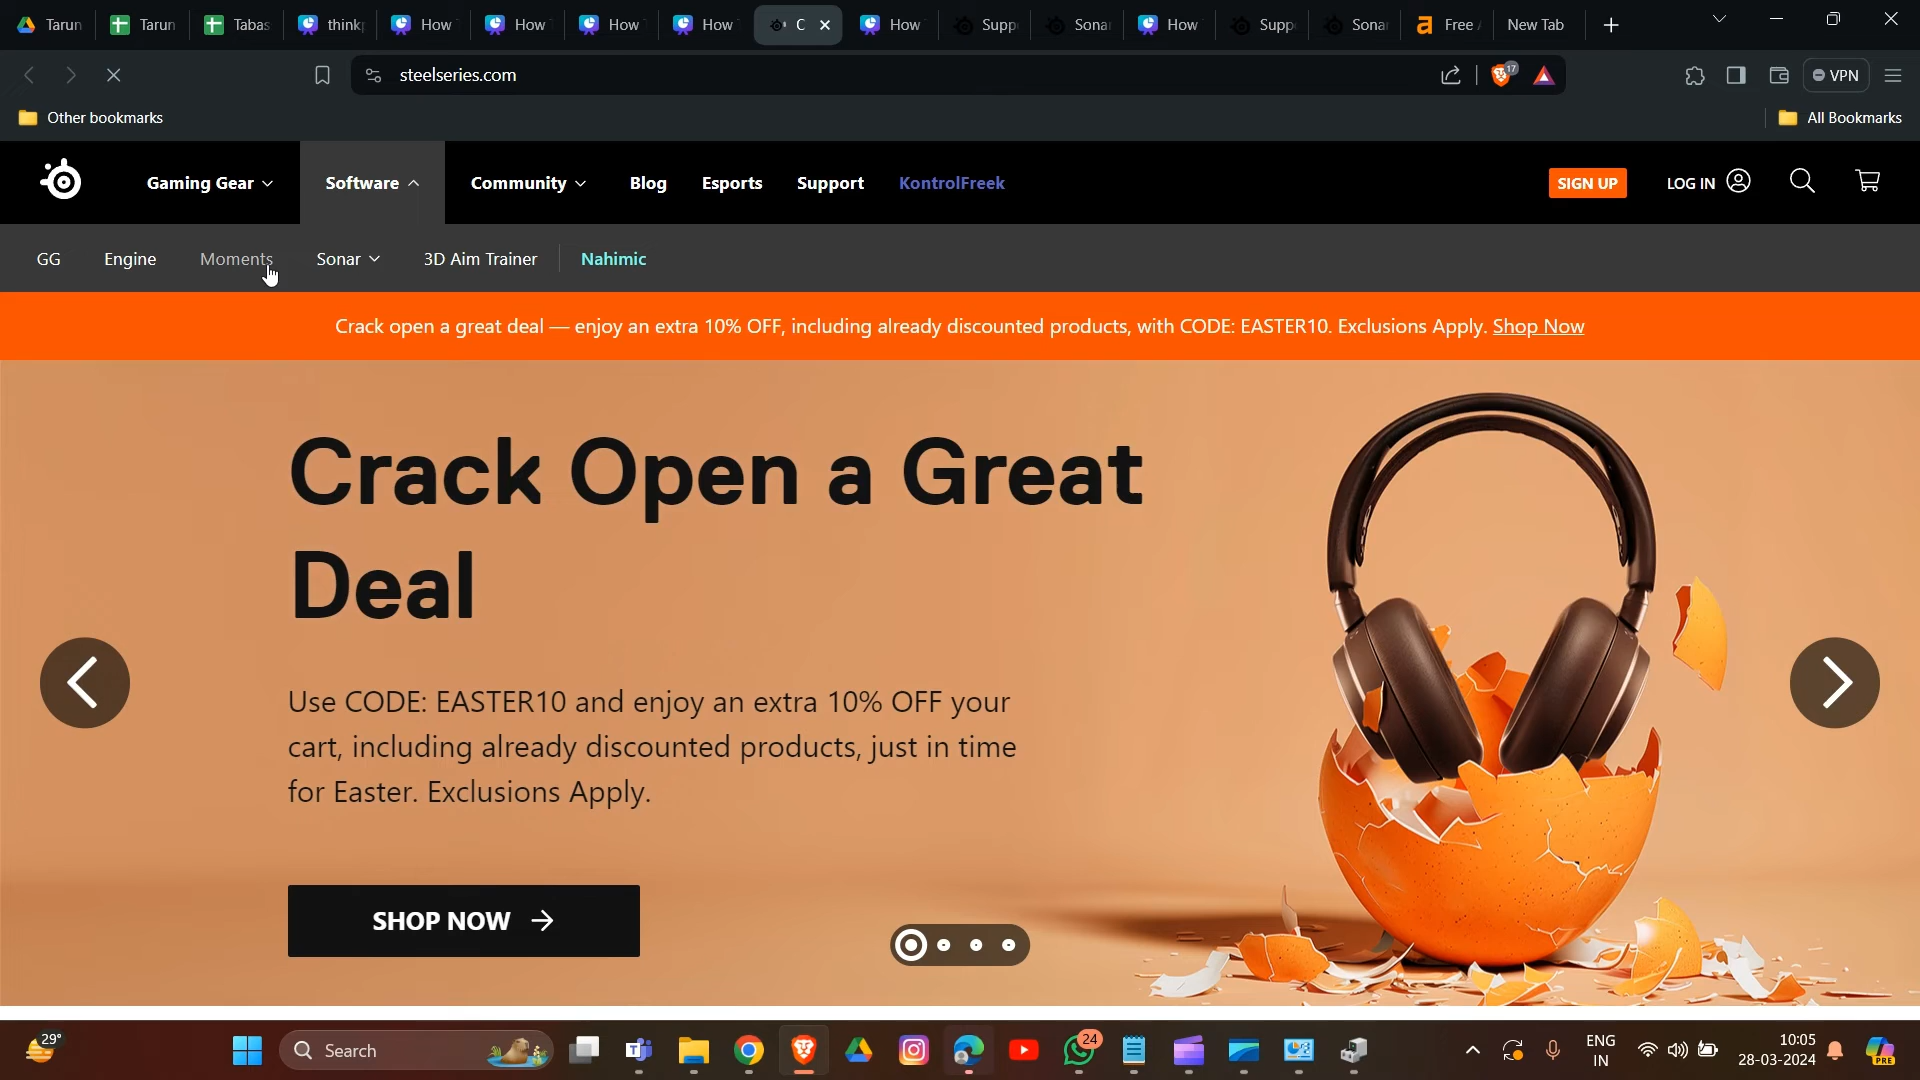 Tarun
Tarun
Tabas
think
How
How
How
How
C
How
Supp
Sonar
How
Suppo
Sonar
Free
New Tab
steelseries.com
17
VPN
Other bookmarks
All Bookmarks
Gaming Gear
Software
Community
Blog
Esports
Support
KontrolFreek
SIGN UP
LOG IN
GG
Engine
Moments
Sonar
3D Aim Trainer
Nahimic
Crack open a great deal — enjoy an extra 10% OFF, including already discounted products, with CODE: EASTER10. Exclusions Apply. Shop Now
Crack Open a Great
Deal
Use CODE: EASTER10 and enjoy an extra 10% OFF your
cart, including already discounted products, just in time
for Easter. Exclusions Apply.
SHOP NOW
29°
Search
24
ENG
IN
10:05
28-03-2024
PRE